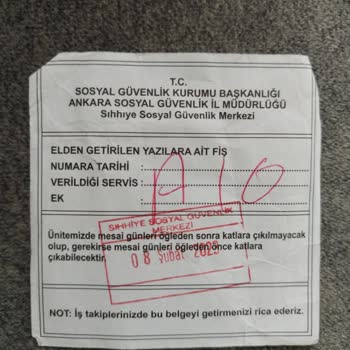 T.C.
SOSYAL GÜVENLİK KURUMU BAŞKANLIĞI
ANKARA SOSYAL GÜVENLİK İL MÜDÜRLÜĞÜ
Sıhhiye Sosyal Güvenlik Merkezi
ELDEN GETİRİLEN YAZILARA AİT FİŞ
NUMARA TARİHİ :
VERİLDİĞİ SERVİS :
EK :
A10
SIHHİYE SOSYAL GÜVENLİK
MERKEZİ
Ünitemizde mesai günleri öğleden sonra katlara çıkılmayacak
olup, gerekirse mesai günleri öğleden önce katlara
çıkabilecektir.
08 Şubat
NOT: İş takiplerinizde bu belgeyi getirmenizi rica ederiz.